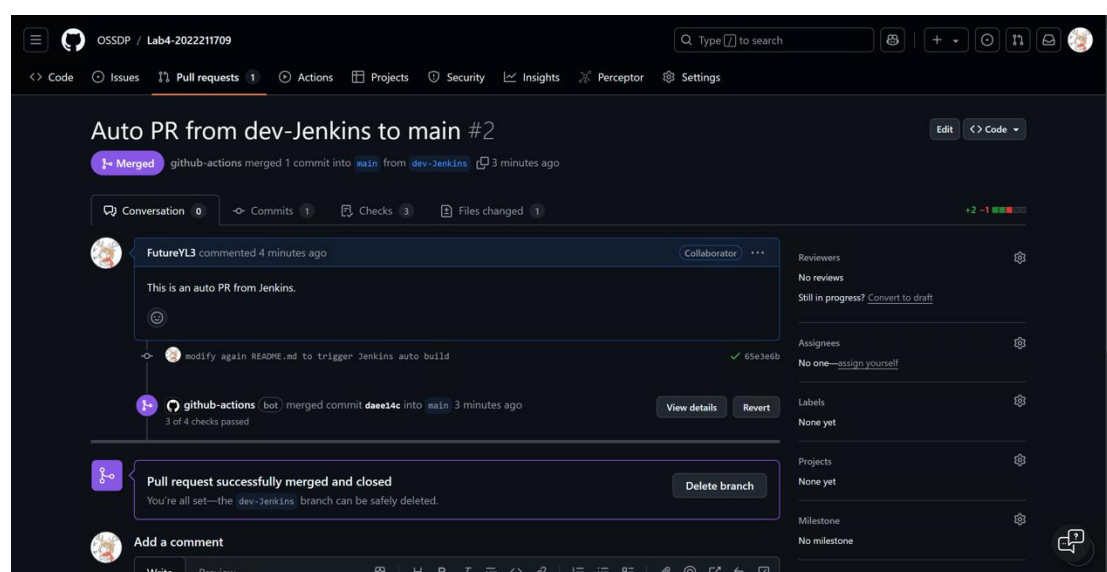 OSSDP / Lab4-2022211709
Type / to search
Code Issues Pull requests 1 Actions Projects Security Insights Perceptor Settings
Auto PR from dev-Jenkins to main #2
Edit Code
Merged github-actions merged 1 commit into main from dev-Jenkins 3 minutes ago
Conversation 0 Commits 1 Checks 3 Files changed 1
+2 −1
FutureYL3 commented 4 minutes ago Collaborator
This is an auto PR from Jenkins.
modify again README.md to trigger Jenkins auto build 65e3e6b
github-actions bot merged commit daee14c into main 3 minutes ago
3 of 4 checks passed
View details Revert
Pull request successfully merged and closed
You're all set—the dev-Jenkins branch can be safely deleted.
Delete branch
Add a comment
Write Preview
Reviewers
No reviews
Still in progress? Convert to draft
Assignees
No one—assign yourself
Labels
None yet
Projects
None yet
Milestone
No milestone